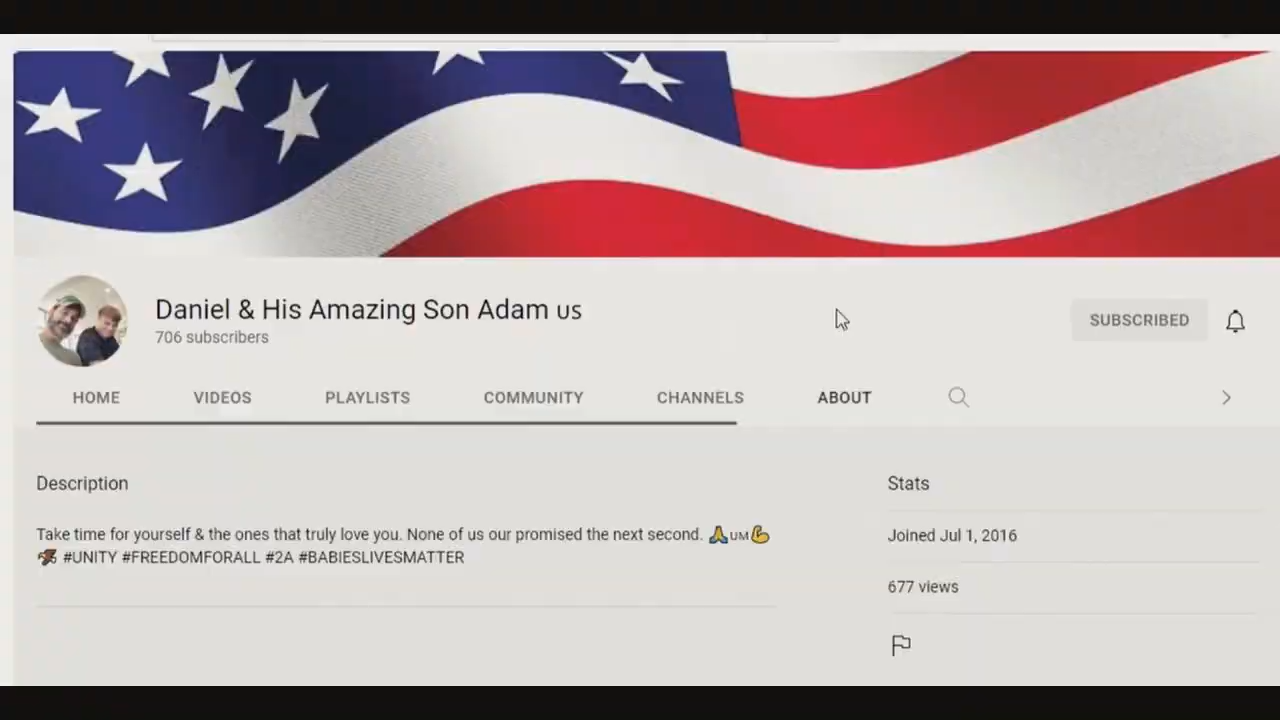 Daniel & His Amazing Son Adam US
706 subscribers
SUBSCRIBED
HOME VIDEOS PLAYLISTS COMMUNITY CHANNELS ABOUT
Description
Take time for yourself & the ones that truly love you. None of us our promised the next second. 🙏UM💪
🦅 #UNITY #FREEDOMFORALL #2A #BABIESLIVESMATTER
Stats
Joined Jul 1, 2016
677 views